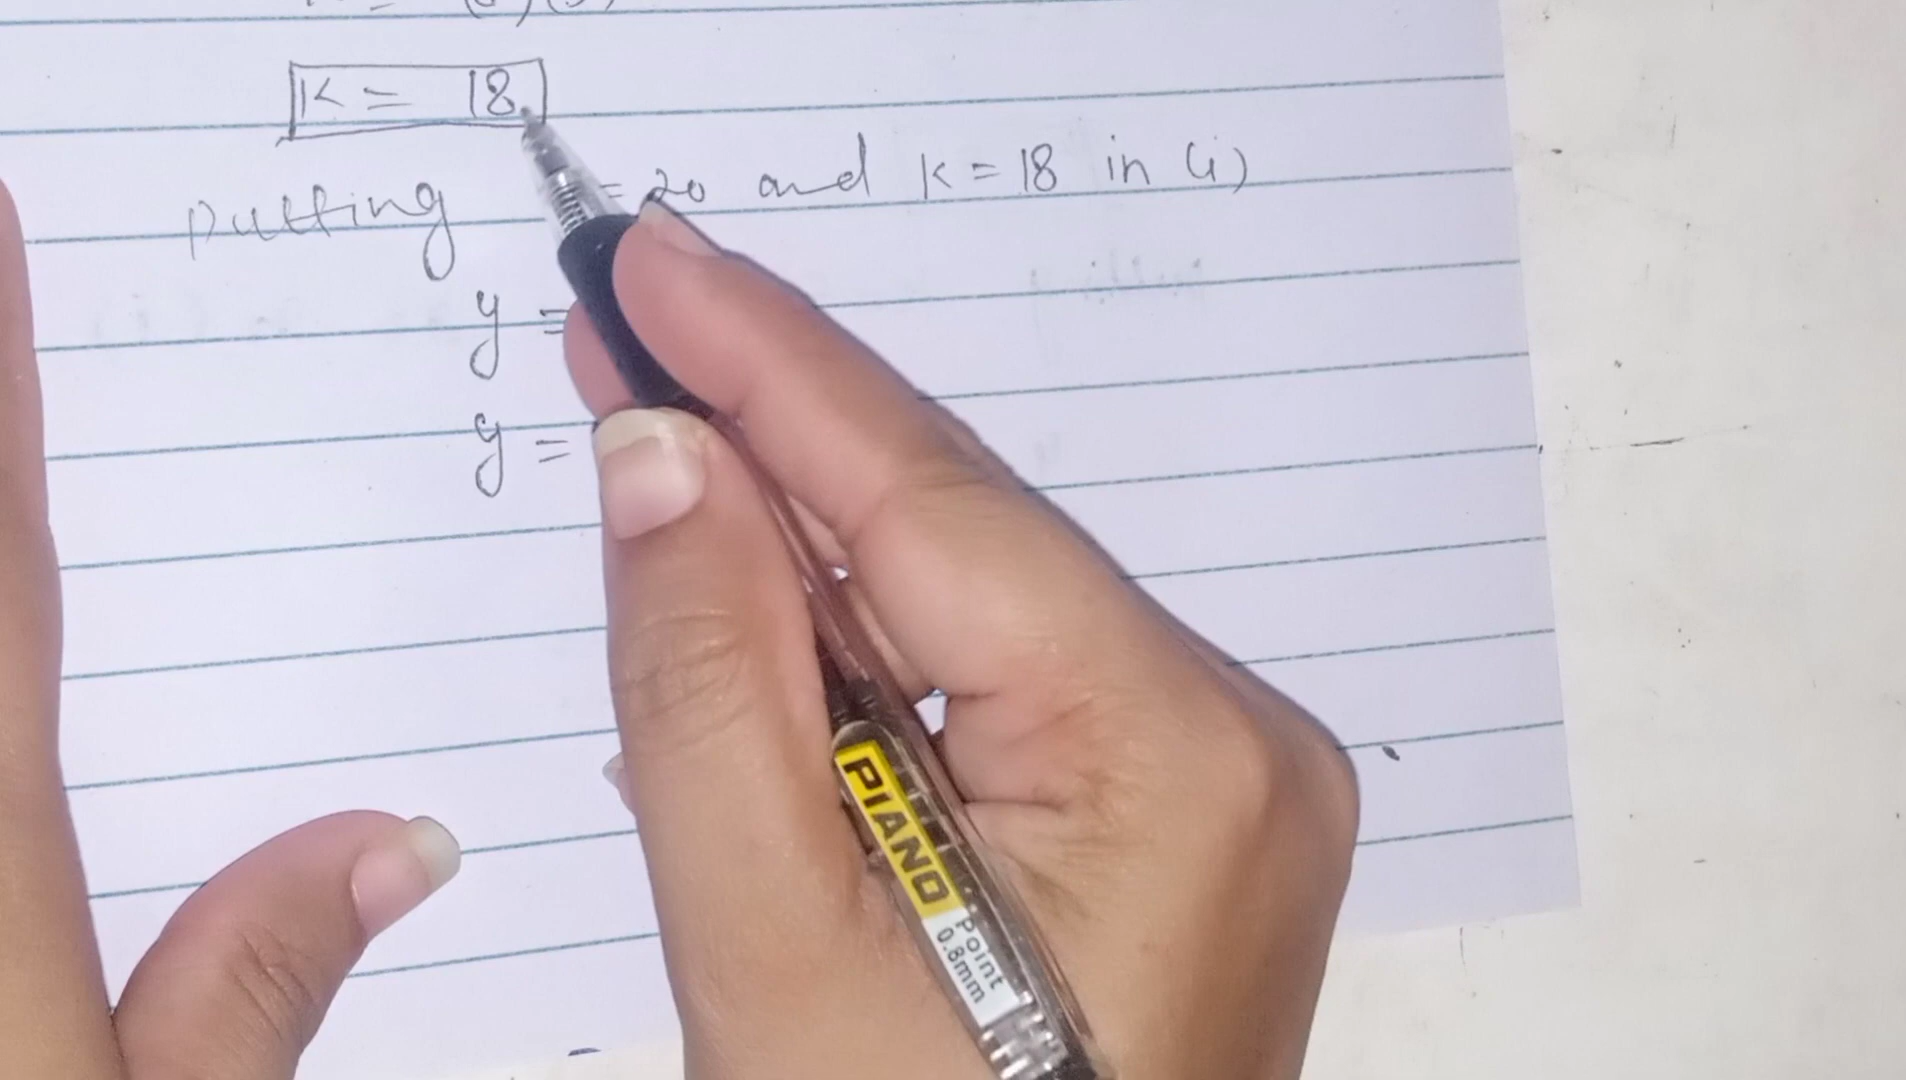 K = 18
Putting = 20 and K = 18 in (i)
y =
y =
PIANO
Point
0.8mm